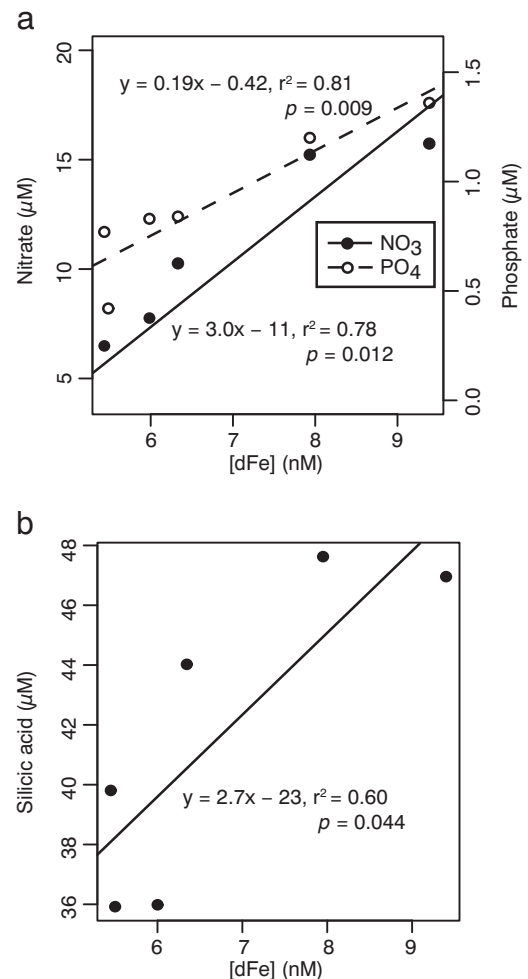 a
y = 0.19x − 0.42, r² = 0.81
p = 0.009
20
15
10
5
Nitrate (µM)
1.5
1.0
0.5
0.0
Phosphate (µM)
NO₃
PO₄
y = 3.0x − 11, r² = 0.78
p = 0.012
6 7 8 9
[dFe] (nM)
b
48
46
44
42
40
38
36
Silicic acid (µM)
y = 2.7x − 23, r² = 0.60
p = 0.044
6 7 8 9
[dFe] (nM)